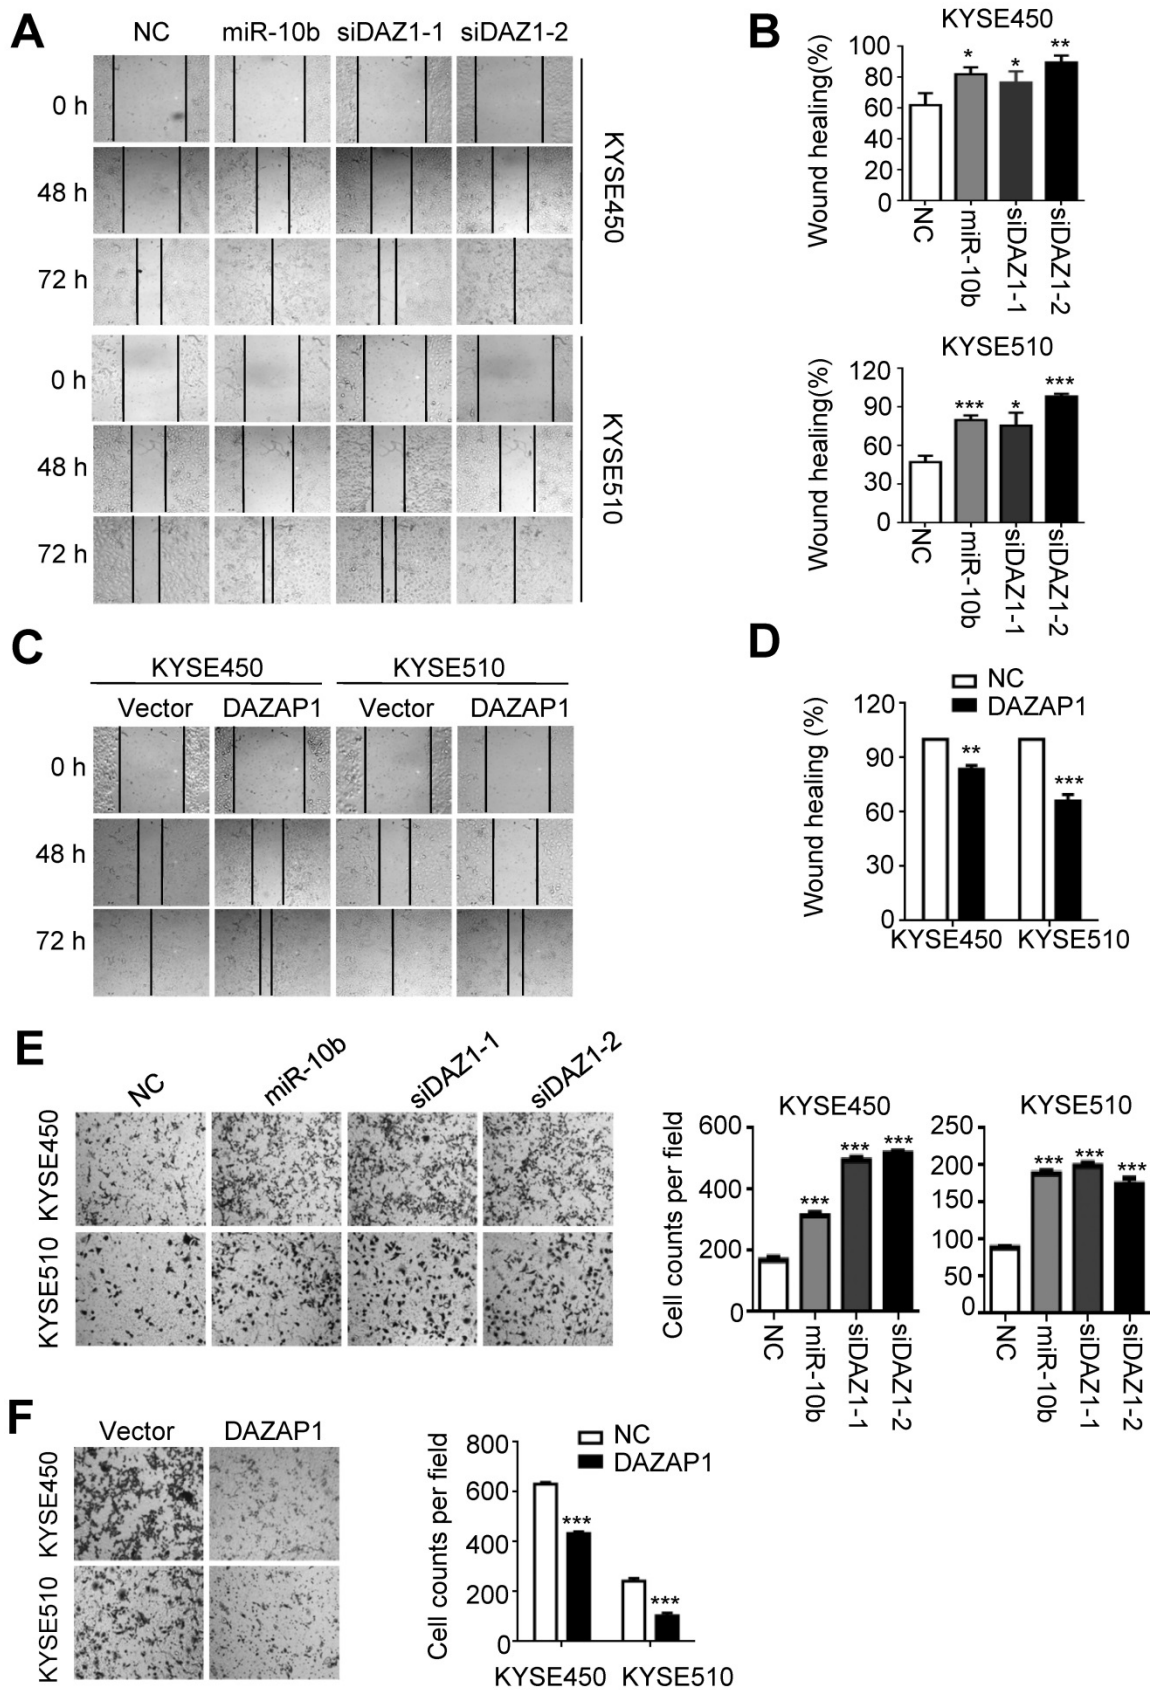 A
NC miR-10b siDAZ1-1 siDAZ1-2
0 h
48 h
72 h
KYSE450
0 h
48 h
72 h
KYSE510
B
KYSE450
Wound healing(%)
100
80
60
40
20
0
* * **
NC miR-10b siDAZ1-1 siDAZ1-2
KYSE510
Wound healing(%)
120
90
60
30
0
*** * ***
NC miR-10b siDAZ1-1 siDAZ1-2
C
KYSE450 KYSE510
Vector DAZAP1 Vector DAZAP1
0 h
48 h
72 h
D
NC
DAZAP1
Wound healing (%)
120
90
60
30
0
** ***
KYSE450 KYSE510
E
NC miR-10b siDAZ1-1 siDAZ1-2
KYSE450
KYSE510
KYSE450
Cell counts per field
600
400
200
0
*** *** ***
NC miR-10b siDAZ1-1 siDAZ1-2
KYSE510
250
200
150
100
50
0
*** *** ***
NC miR-10b siDAZ1-1 siDAZ1-2
F
Vector DAZAP1
KYSE450
KYSE510
NC
DAZAP1
Cell counts per field
800
600
400
200
0
*** ***
KYSE450 KYSE510